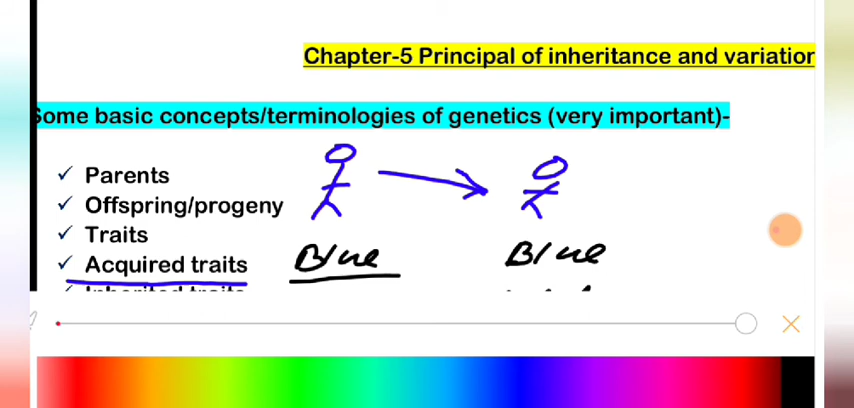 Chapter-5 Principal of inheritance and variation
Some basic concepts/terminologies of genetics (very important)-
✓ Parents
✓ Offspring/progeny
✓ Traits
✓ Acquired traits
Blue
Blue